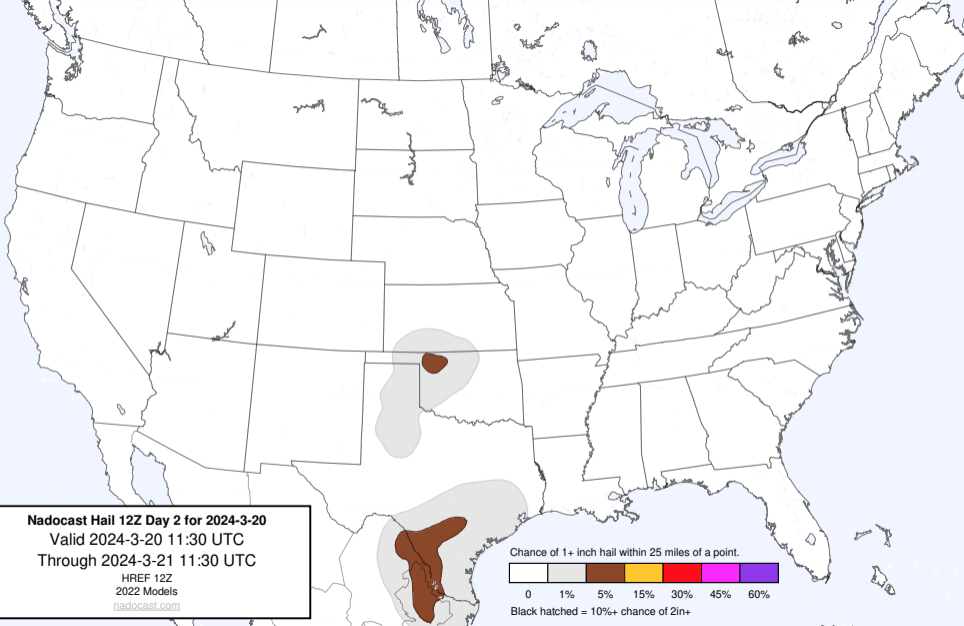 Nadocast Hail 12Z Day 2 for 2024-3-20
Valid 2024-3-20 11:30 UTC
Through 2024-3-21 11:30 UTC
HREF 12Z
2022 Models
nadocast.com
Chance of 1+ inch hail within 25 miles of a point.
0 1% 5% 15% 30% 45% 60%
Black hatched = 10%+ chance of 2in+